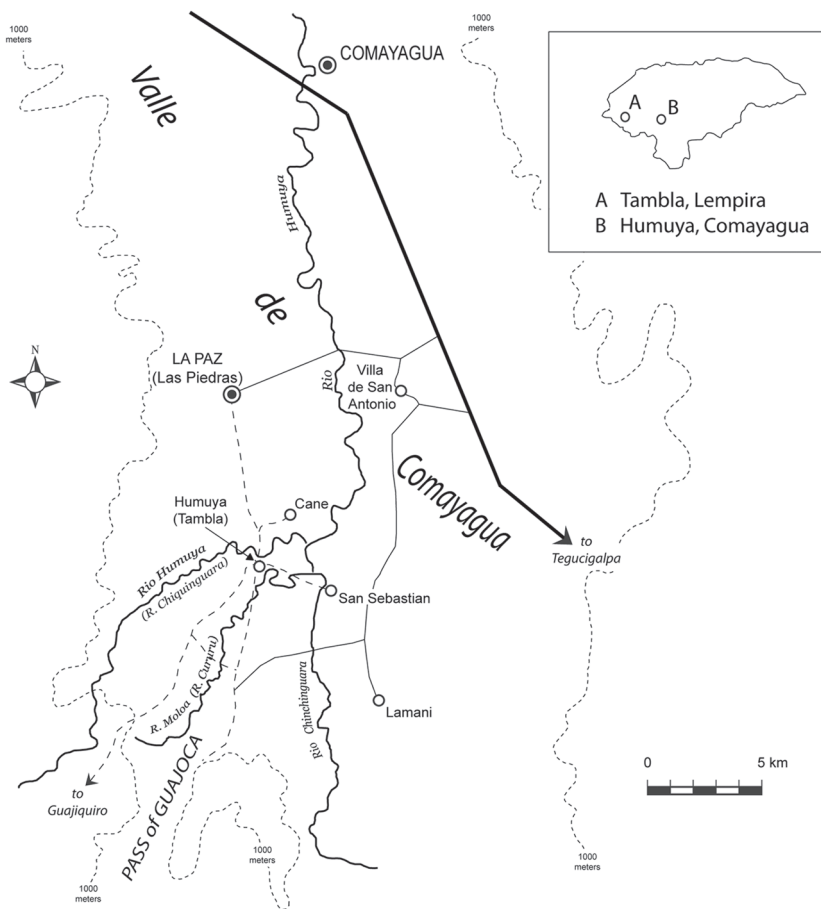 1000
meters
COMAYAGUA
1000
meters
Valle
A
B
A Tambla, Lempira
B Humuya, Comayagua
Humuya
de
N
LA PAZ
(Las Piedras)
Rio
Villa
de San
Antonio
Comayagua
Humuya
(Tambla)
Cane
to
Tegucigalpa
Rio Humuya
(R. Chiquinguara)
San Sebastian
R. Moloa (R. Cururu)
Rio Chinchinguara
Lamani
PASS of GUAJOCA
0 5 km
to
Guajiquiro
1000
meters
1000
meters
1000
meters